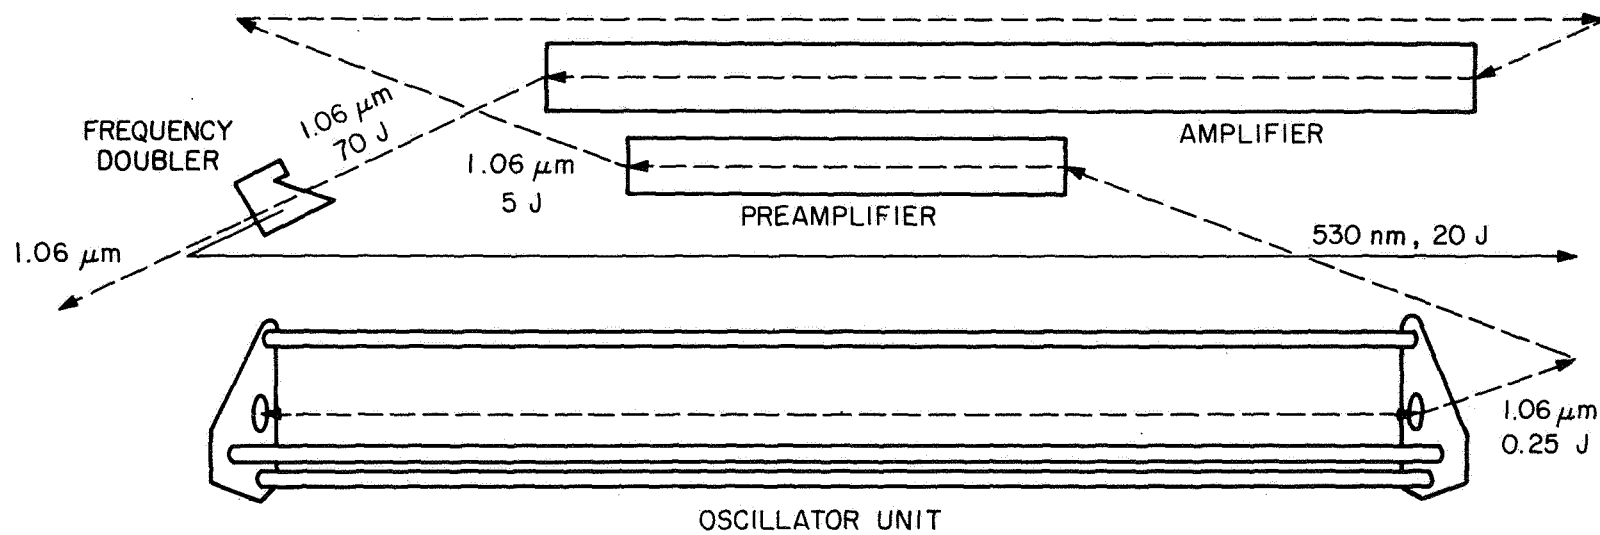 AMPLIFIER
1.06 μm
70 J
FREQUENCY
DOUBLER
1.06 μm
5 J
PREAMPLIFIER
1.06 μm
530 nm, 20 J
1.06 μm
0.25 J
OSCILLATOR UNIT